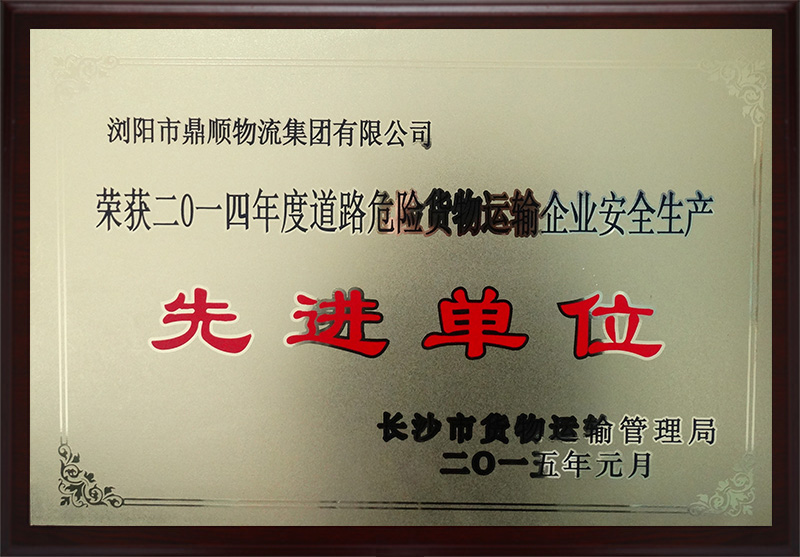 浏阳市鼎顺物流集团有限公司
荣获二0一四年度道路危险货物运输企业安全生产
先进单位
长沙市货物运输管理局
二0一五年元月